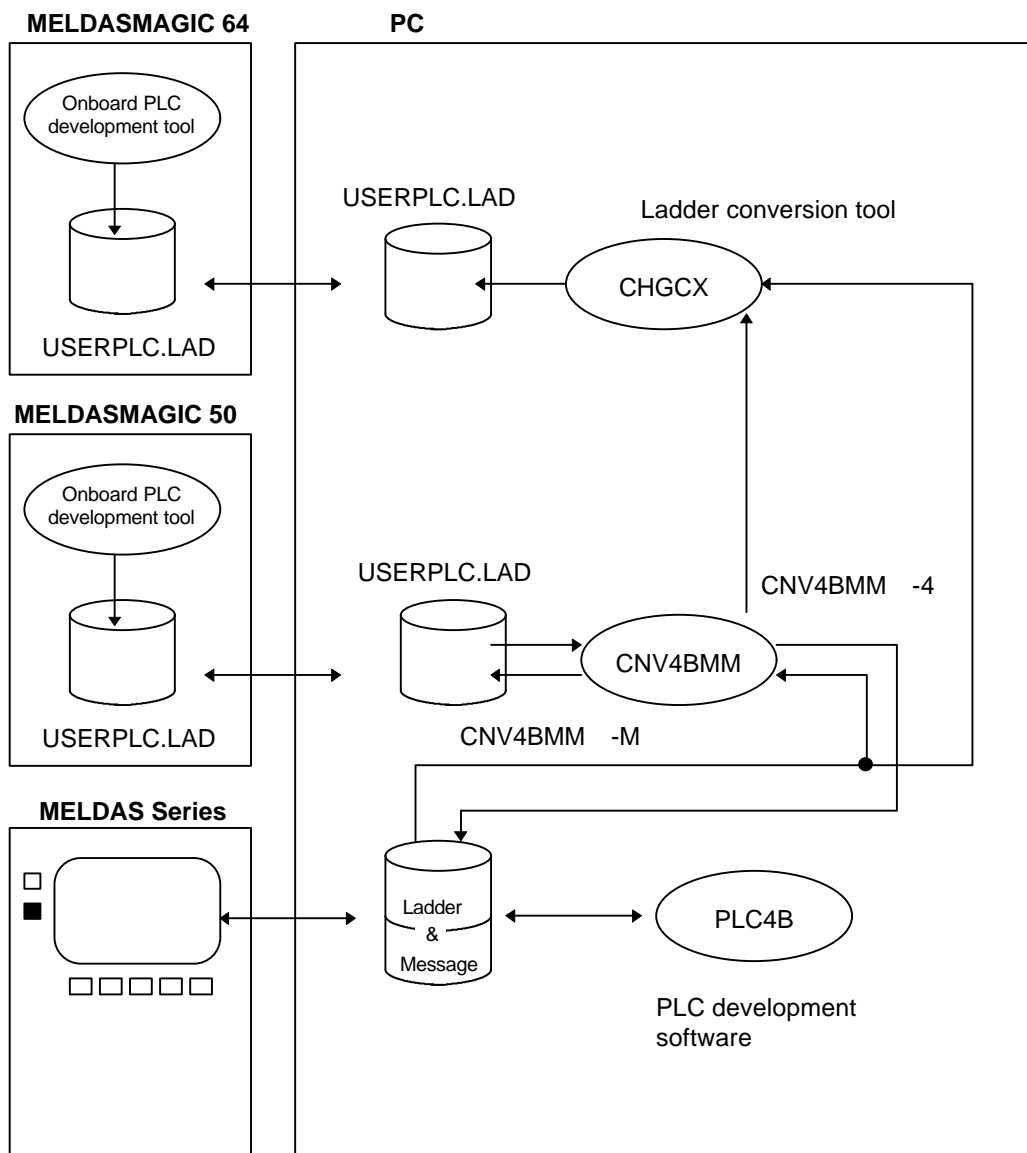 MELDASMAGIC 64
PC
Onboard PLC
development tool
USERPLC.LAD
USERPLC.LAD
Ladder conversion tool
CHGCX
MELDASMAGIC 50
Onboard PLC
development tool
USERPLC.LAD
USERPLC.LAD
CNV4BMM -4
CNV4BMM
CNV4BMM -M
MELDAS Series
Ladder
&
Message
PLC4B
PLC development
software